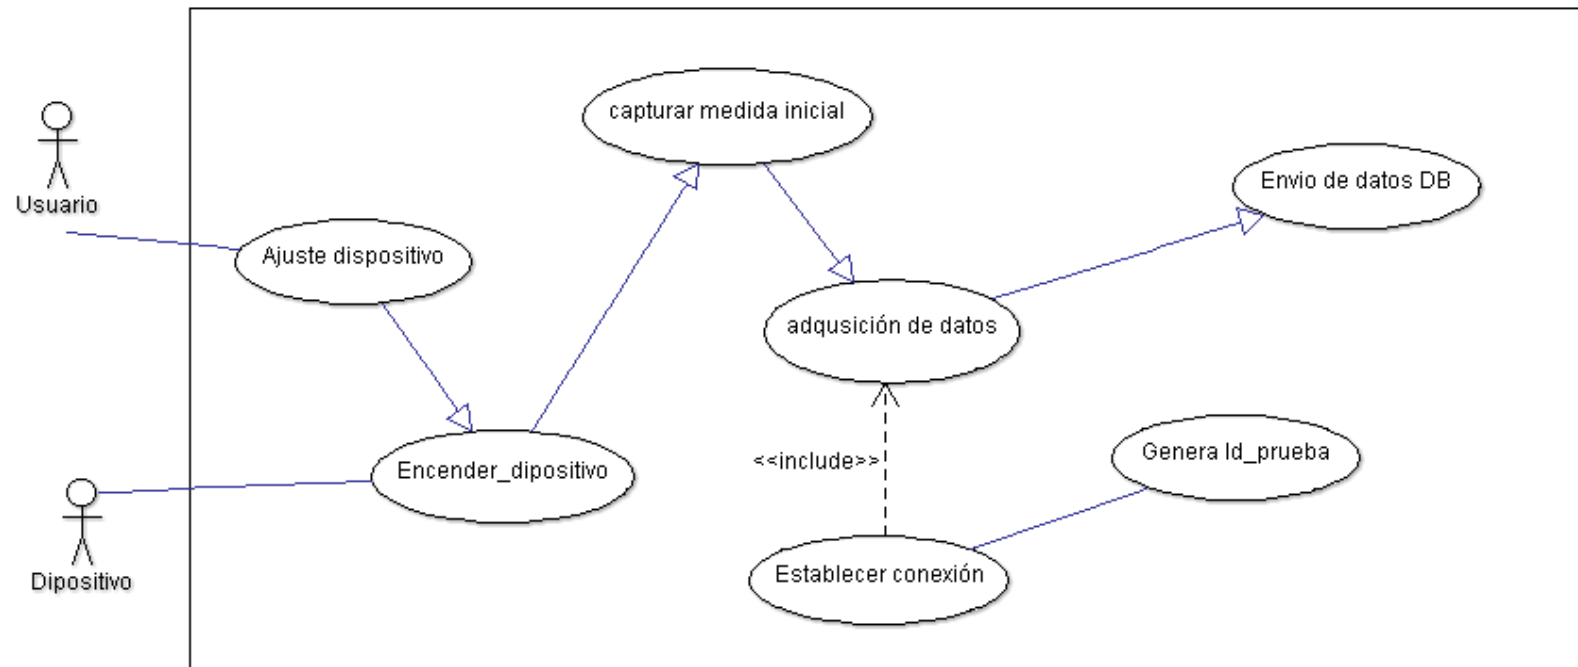 capturar medida inicial
Envio de datos DB
Usuario
Ajuste dispositivo
adqusición de datos
Encender_dipositivo
<<include>>
Genera Id_prueba
Dipositivo
Establecer conexión